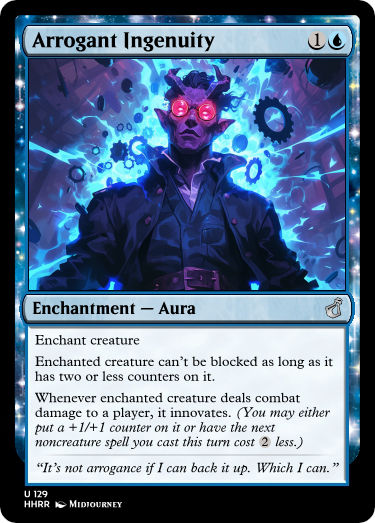 Arrogant Ingenuity 1
Enchantment — Aura
Enchant creature
Enchanted creature can't be blocked as long as it
has two or less counters on it.
Whenever enchanted creature deals combat
damage to a player, it innovates. (You may either
put a +1/+1 counter on it or have the next
noncreature spell you cast this turn cost 2 less.)
"It's not arrogance if I can back it up. Which I can."
U 129
HHRR MIDJOURNEY